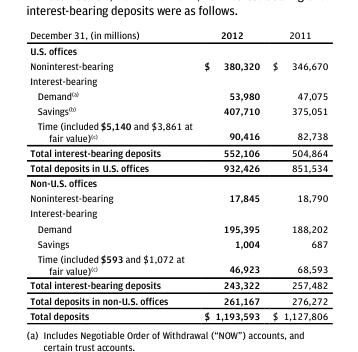 interest-bearing deposits were as follows.
December 31, (in millions) 2012 2011
U.S. offices
Noninterest-bearing $ 380,320 $ 346,670
Interest-bearing
Demand(a) 53,980 47,075
Savings(b) 407,710 375,051
Time (included $5,140 and $3,861 at
fair value)(c) 90,416 82,738
Total interest-bearing deposits 552,106 504,864
Total deposits in U.S. offices 932,426 851,534
Non-U.S. offices
Noninterest-bearing 17,845 18,790
Interest-bearing
Demand 195,395 188,202
Savings 1,004 687
Time (included $593 and $1,072 at
fair value)(c) 46,923 68,593
Total interest-bearing deposits 243,322 257,482
Total deposits in non-U.S. offices 261,167 276,272
Total deposits $ 1,193,593 $ 1,127,806
(a) Includes Negotiable Order of Withdrawal ("NOW") accounts, and
certain trust accounts.